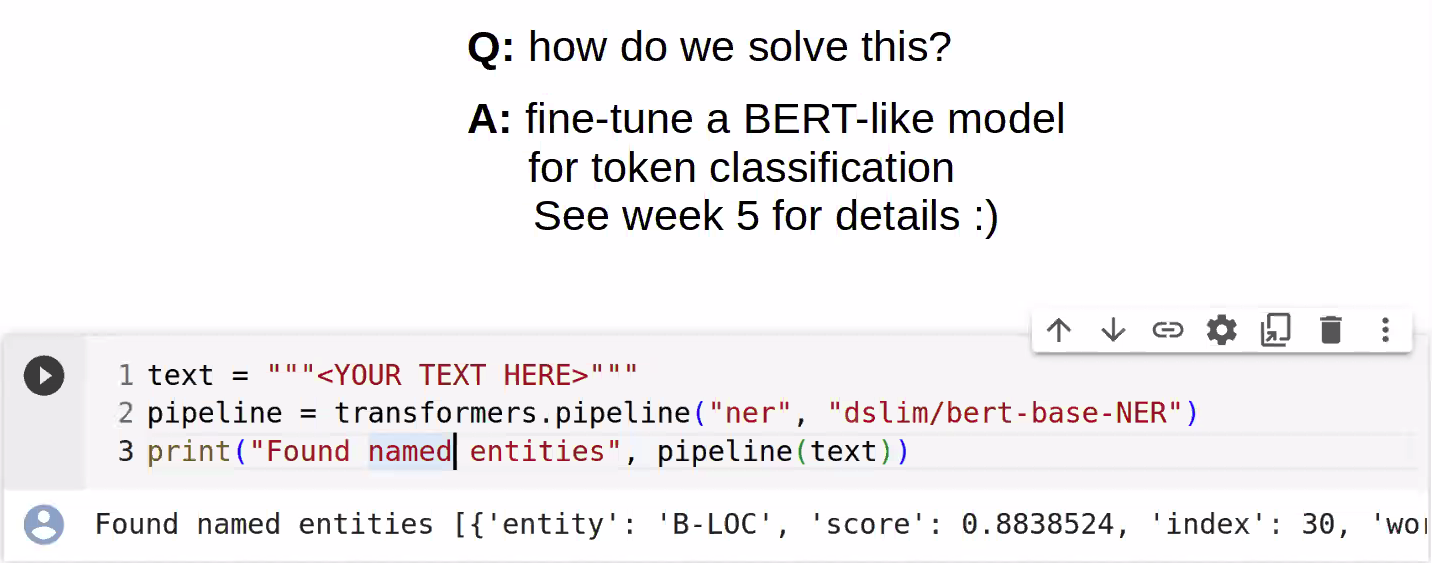 Q: how do we solve this?
A: fine-tune a BERT-like model
for token classification
See week 5 for details :)
1 text = """<YOUR TEXT HERE>"""
2 pipeline = transformers.pipeline("ner", "dslim/bert-base-NER")
3 print("Found named entities", pipeline(text))
Found named entities [{'entity': 'B-LOC', 'score': 0.8838524, 'index': 30, 'wor